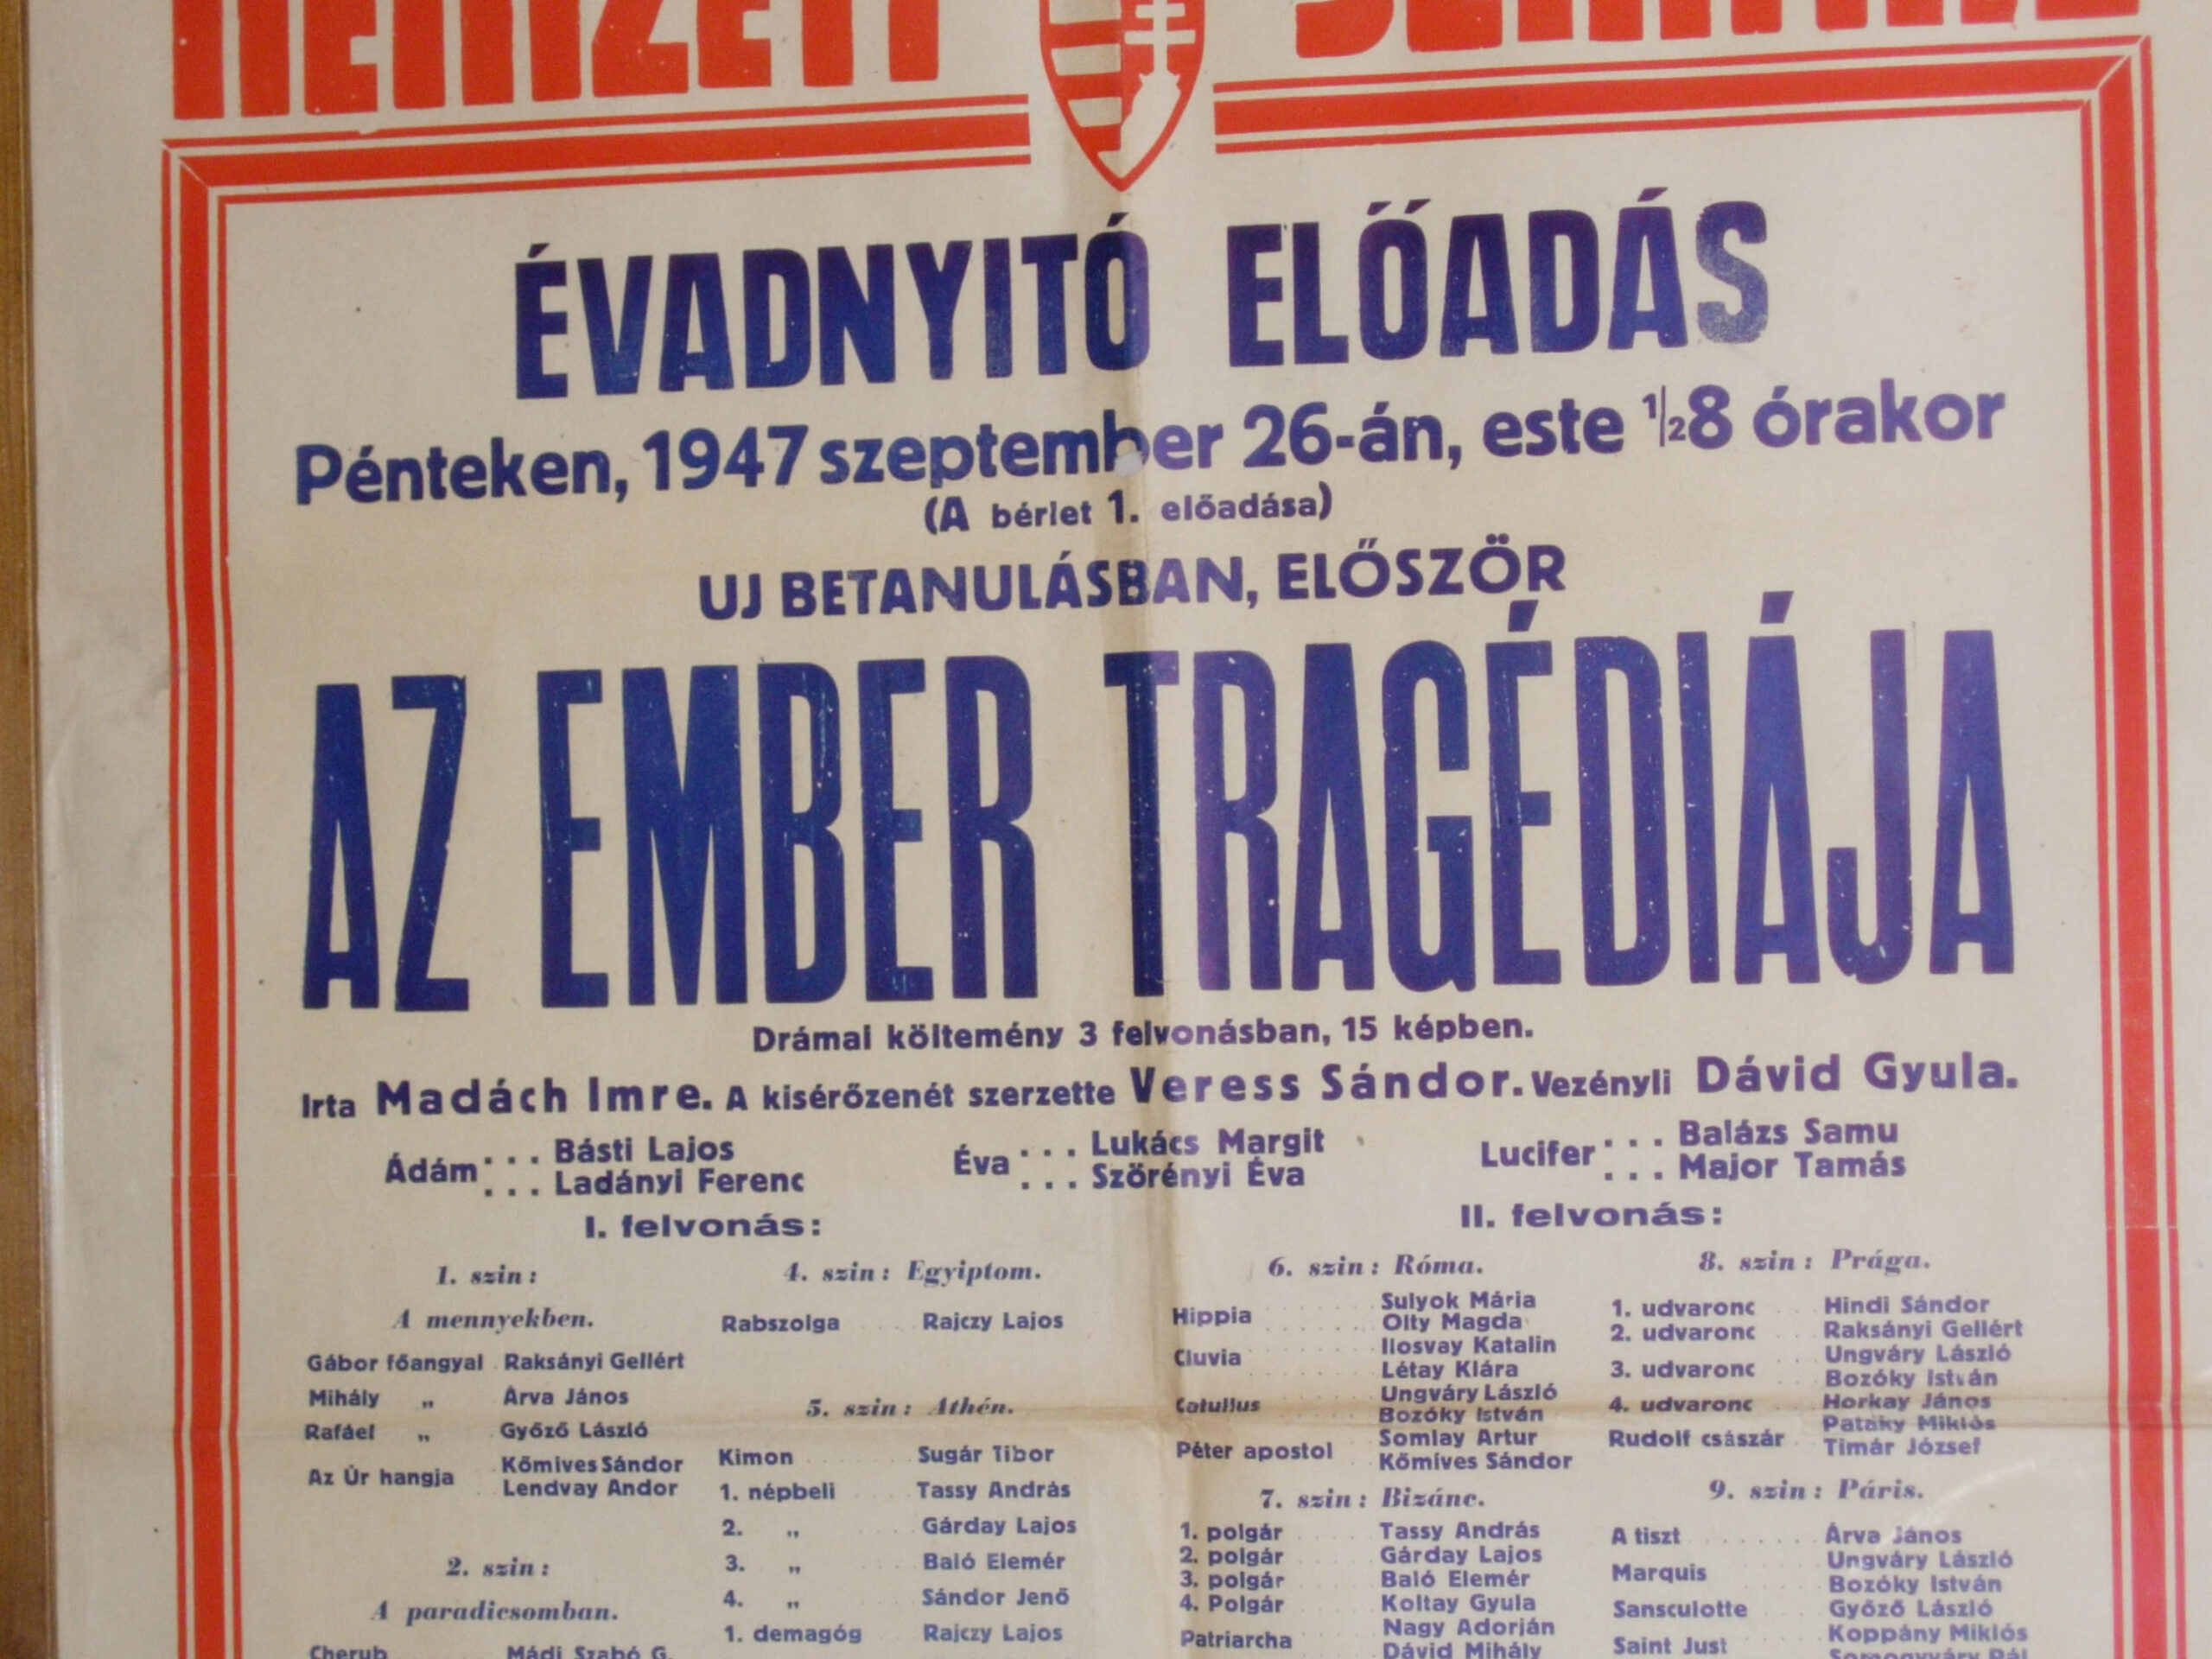 NEMZETI SZÍNHÁZ
ÉVADNYITÓ ELŐADÁS
Pénteken, 1947 szeptember 26-án, este 1/28 órakor
(A bérlet 1. előadása)
UJ BETANULÁSBAN, ELŐSZÖR
AZ EMBER TRAGÉDIÁJA
Drámai költemény 3 felvonásban, 15 képben.
Irta Madách Imre. A kisérőzenét szerzette Veress Sándor. Vezényli Dávid Gyula.
Ádám . . . Básti Lajos
. . . Ladányi Ferenc
Éva . . . Lukács Margit
. . . Szörényi Éva
Lucifer . . . Balázs Samu
. . . Major Tamás
I. felvonás:
1. szin:
A mennyekben.
Gábor főangyal Raksányi Gellért
Mihály „ Árva János
Rafáel „ Győző László
Az Úr hangja Kőmives Sándor
Lendvay Andor
2. szin:
A paradicsomban.
Cherub Mádi Szabó G.
4. szin: Egyiptom.
Rabszolga Rajczy Lajos
5. szin: Athén.
Kimon Sugár Tibor
1. népbeli Tassy András
2. „ Gárday Lajos
3. „ Baló Elemér
4. „ Sándor Jenő
1. demagóg Rajczy Lajos
II. felvonás:
6. szin: Róma.
Hippia Sulyok Mária
Olty Magda
Cluvia Ilosvay Katalin
Létay Klára
Catullus Ungváry László
Bozóky István
Péter apostol Somlay Artur
Kőmives Sándor
7. szin: Bizánc.
1. polgár Tassy András
2. polgár Gárday Lajos
3. polgár Baló Elemér
4. Polgár Koltay Gyula
Patriarcha Nagy Adorján
Dávid Mihály
8. szin: Prága.
1. udvaronc Hindi Sándor
2. udvaronc Raksányi Gellért
3. udvaronc Ungváry László
Bozóky István
4. udvaronc Horkay János
Pataky Miklós
Rudolf császár Timár József
9. szin: Páris.
A tiszt Árva János
Marquis Ungváry László
Bozóky István
Sansculotte Győző László
Saint Just Koppány Miklós
Somogyváry Pál